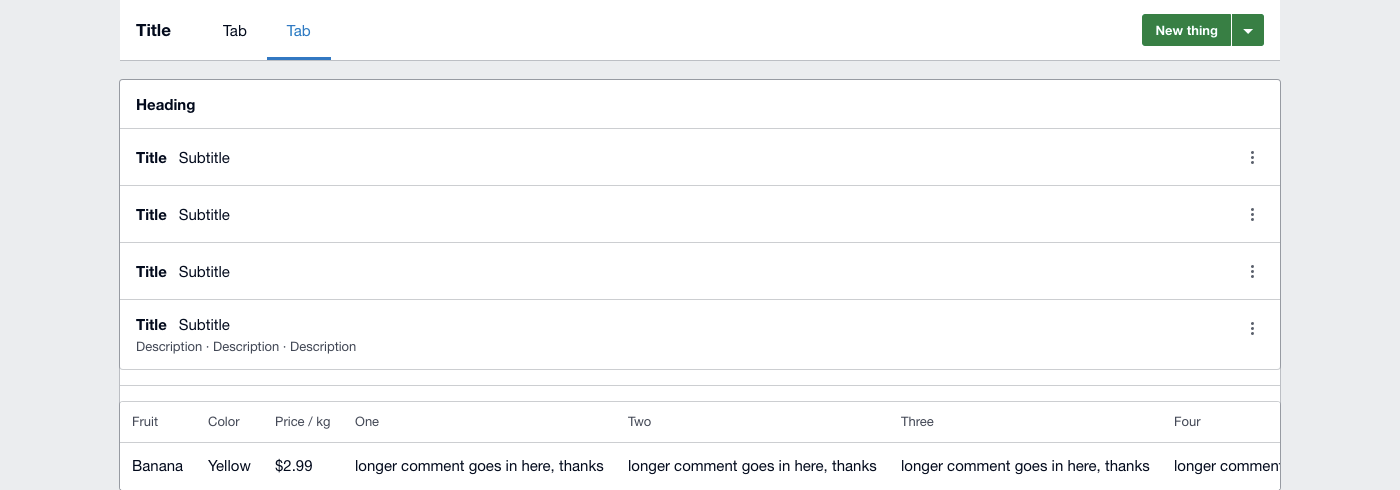 Title Tab Tab New thing
Heading
Title Subtitle
Title Subtitle
Title Subtitle
Title Subtitle
Description · Description · Description
Fruit Color Price / kg One Two Three Four
Banana Yellow $2.99 longer comment goes in here, thanks longer comment goes in here, thanks longer comment goes in here, thanks longer comment